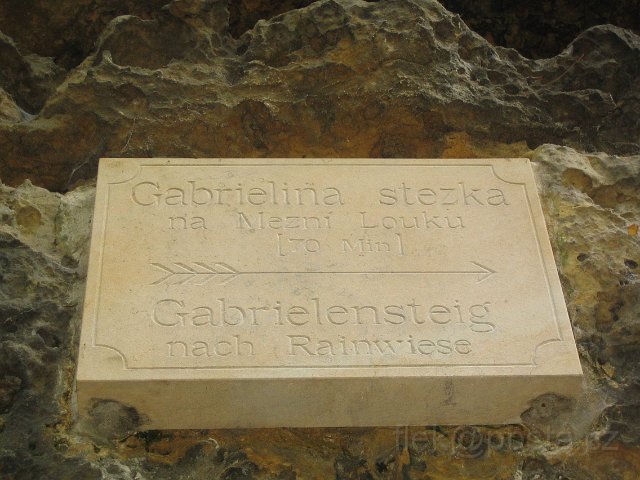 Gabrielina stezka
na Mezní Louku
[70 Min]
Gabrielensteig
nach Rainwiese